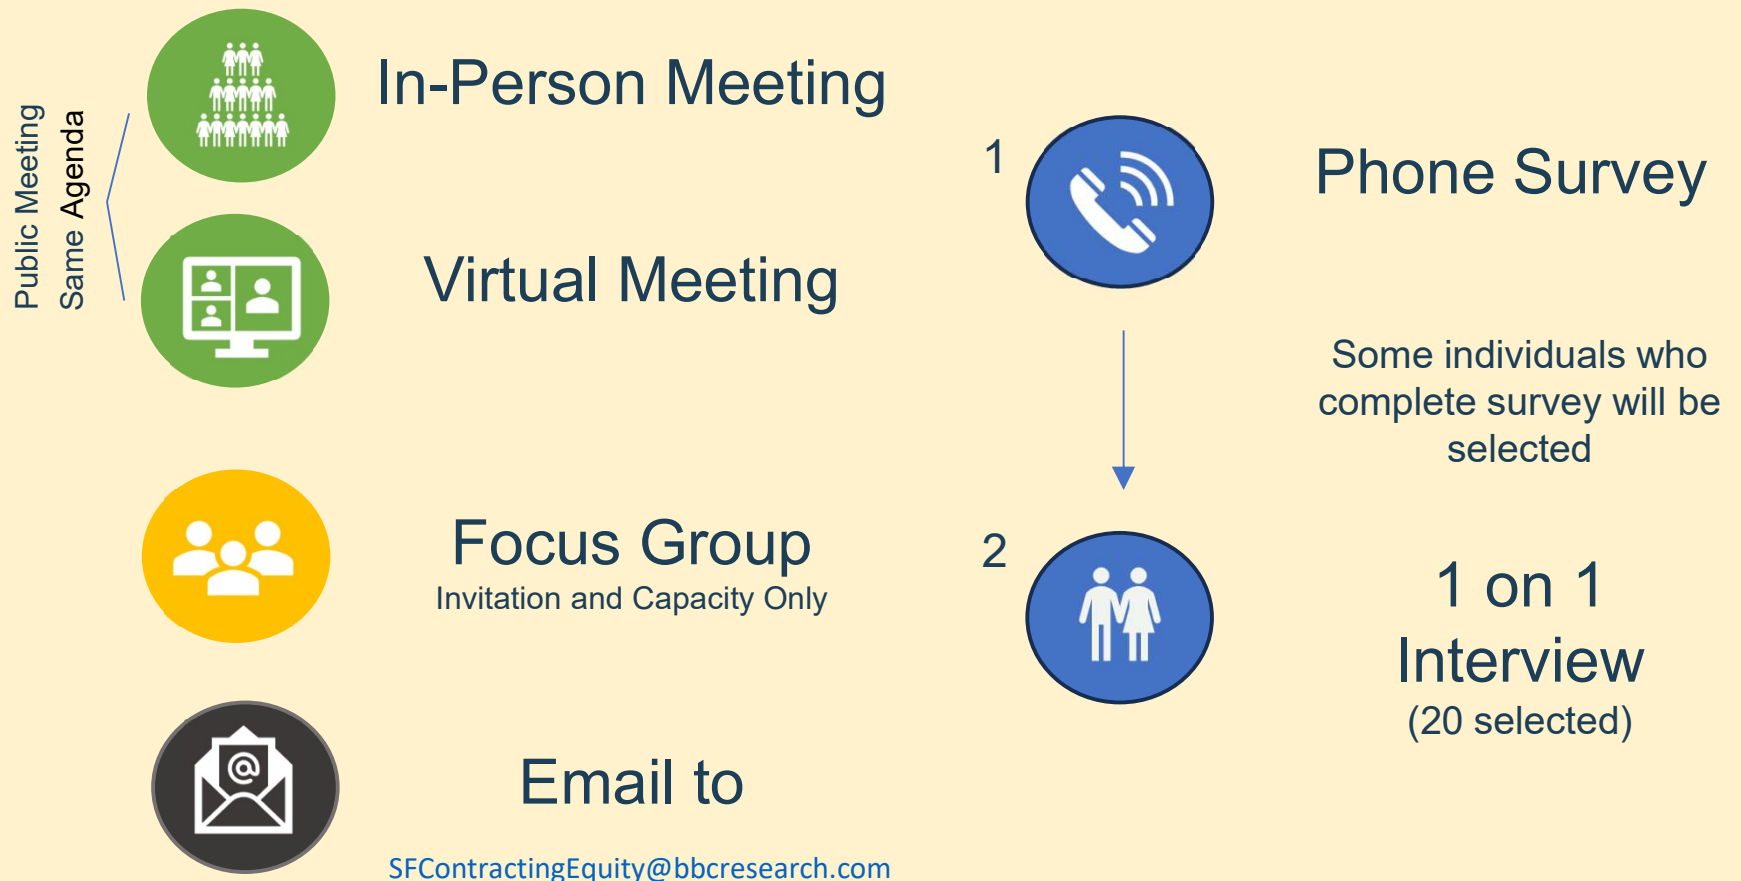 Public Meeting
Same Agenda
In-Person Meeting
Virtual Meeting
Focus Group
Invitation and Capacity Only
@
Email to
SFContractingEquity@bbcresearch.com
1
Phone Survey
Some individuals who
complete survey will be
selected
2
1 on 1
Interview
(20 selected)